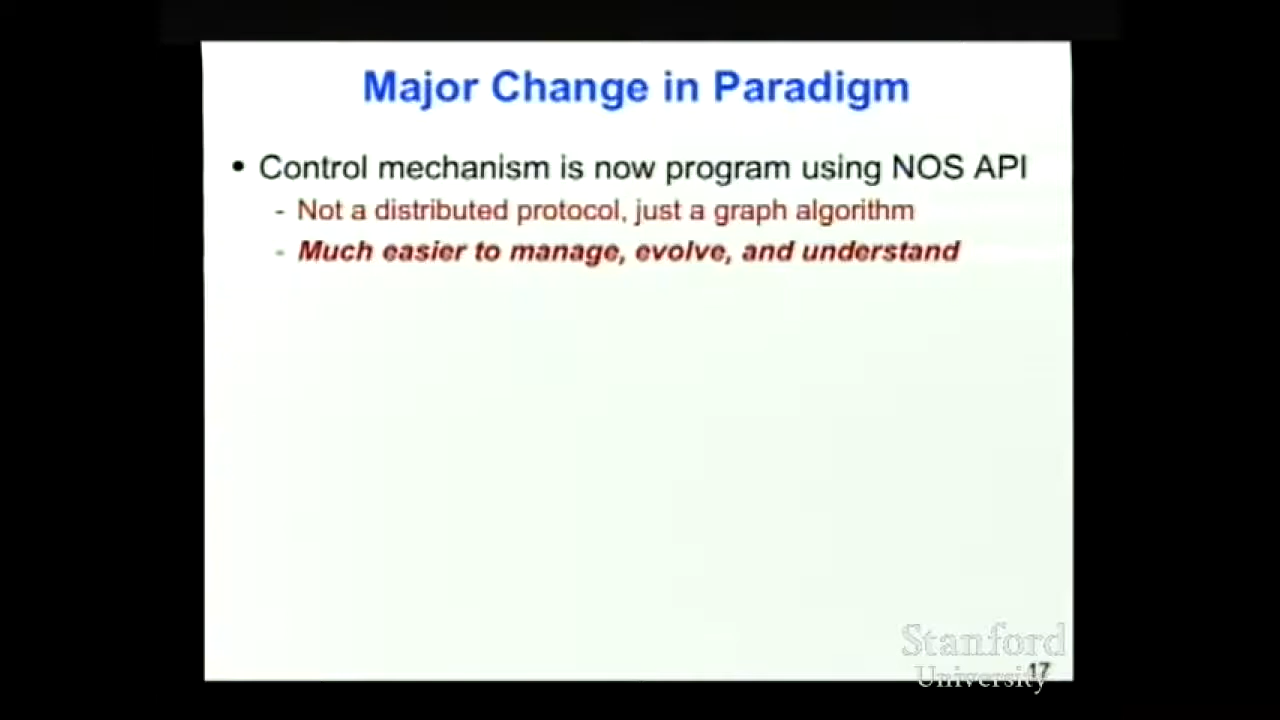 Major Change in Paradigm
• Control mechanism is now program using NOS API
- Not a distributed protocol, just a graph algorithm
- Much easier to manage, evolve, and understand
Stanford
University
17